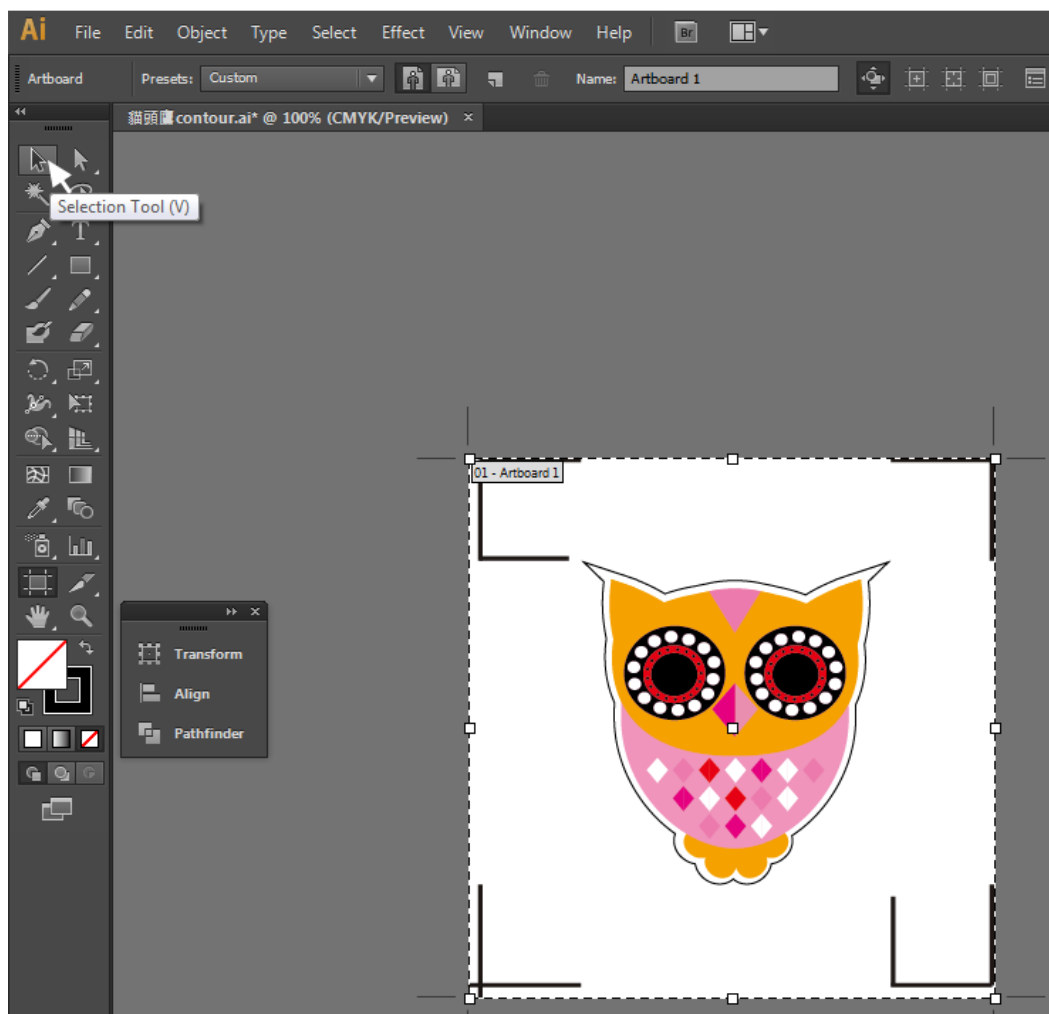 Ai File Edit Object Type Select Effect View Window Help Br
Artboard Presets: Custom Name: Artboard 1
貓頭鷹contour.ai* @ 100% (CMYK/Preview) ×
Selection Tool (V)
T
01 - Artboard 1
Transform
Align
Pathfinder